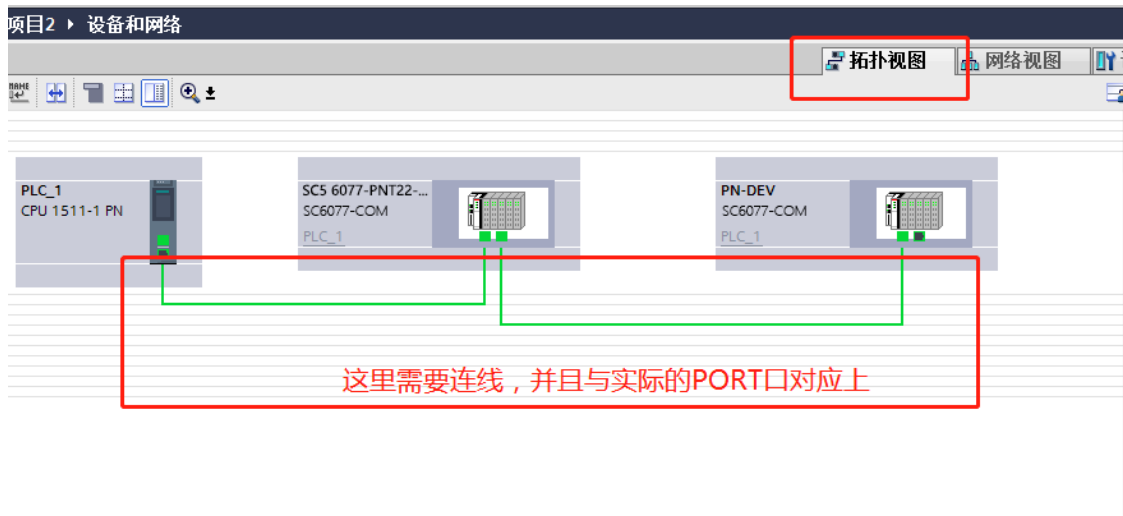 项目2 ▸ 设备和网络
拓扑视图
网络视图
PLC_1
CPU 1511-1 PN
SC5 6077-PNT22-...
SC6077-COM
PLC_1
PN-DEV
SC6077-COM
PLC_1
这里需要连线，并且与实际的PORT口对应上